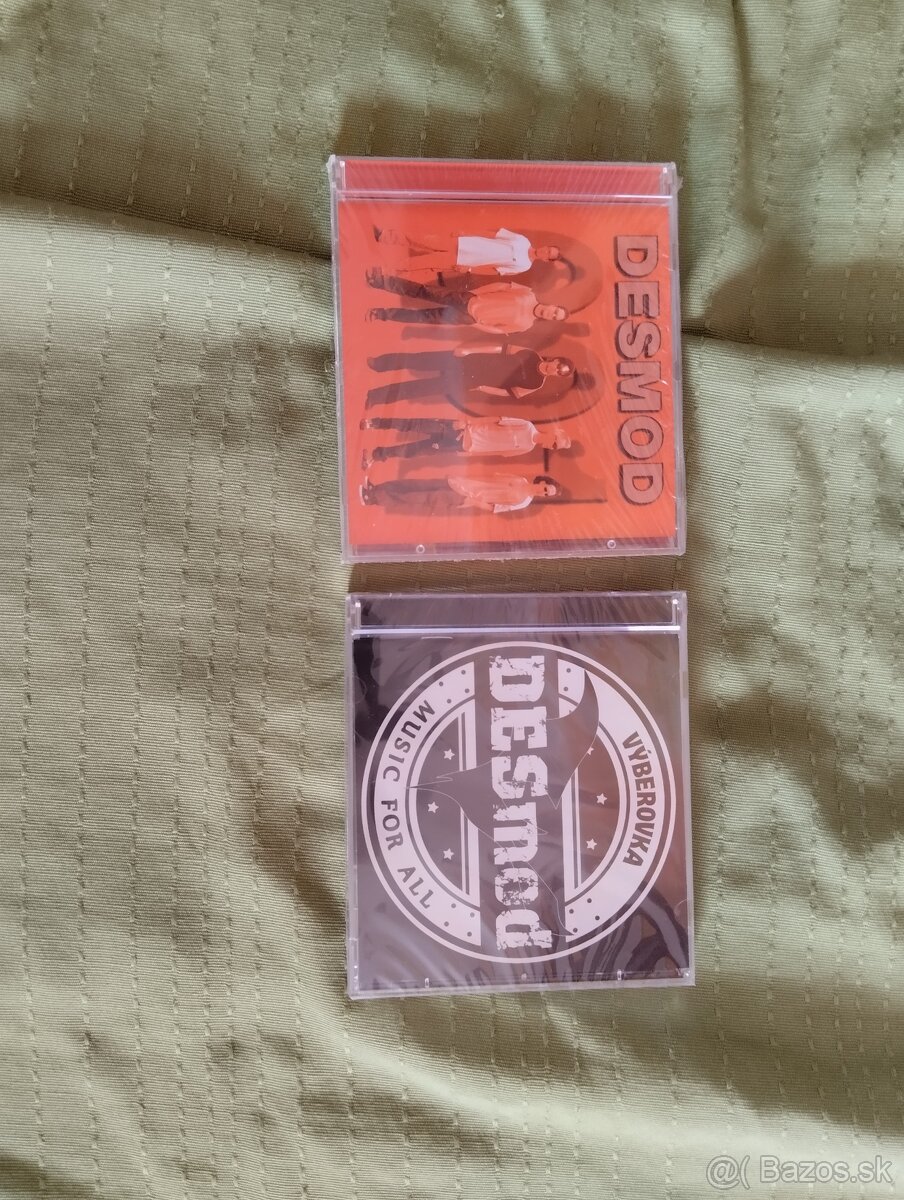 DESMOD
VÝBEROVKA
DESmod
MUSIC FOR ALL
@( Bazos.sk